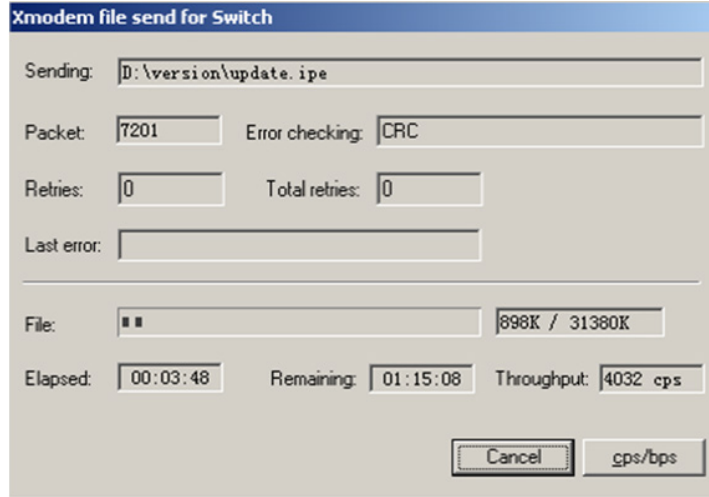 Xmodem file send for Switch
Sending: D:\version\update.ipe
Packet: 7201 Error checking: CRC
Retries: 0 Total retries: 0
Last error:
File: 898K / 31380K
Elapsed: 00:03:48 Remaining: 01:15:08 Throughput: 4032 cps
Cancel cps/bps